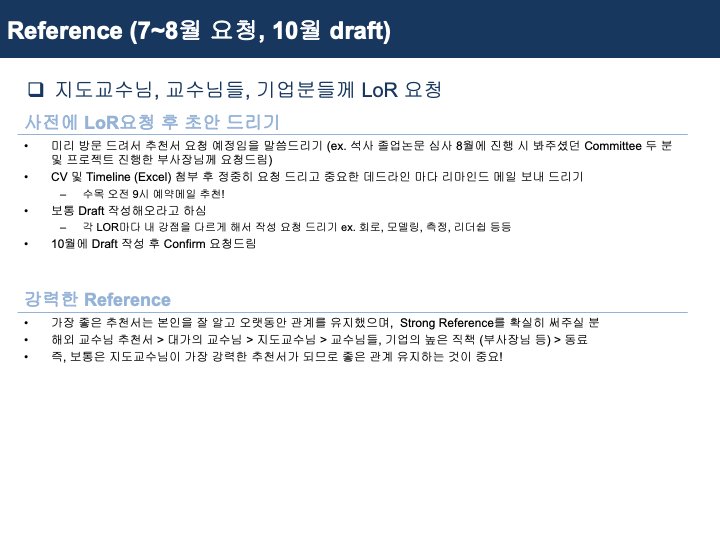 Reference (7~8월 요청, 10월 draft)
❑ 지도교수님, 교수님들, 기업분들께 LoR 요청
사전에 LoR요청 후 초안 드리기
• 미리 방문 드려서 추천서 요청 예정임을 말씀드리기 (ex. 석사 졸업논문 심사 8월에 진행 시 봐주셨던 Committee 두 분
및 프로젝트 진행한 부사장님께 요청드림)
• CV 및 Timeline (Excel) 첨부 후 정중히 요청 드리고 중요한 데드라인 마다 리마인드 메일 보내 드리기
– 수목 오전 9시 예약메일 추천!
• 보통 Draft 작성해오라고 하심
– 각 LOR마다 내 강점을 다르게 해서 작성 요청 드리기 ex. 회로, 모델링, 측정, 리더쉽 등등
• 10월에 Draft 작성 후 Confirm 요청드림
강력한 Reference
• 가장 좋은 추천서는 본인을 잘 알고 오랫동안 관계를 유지했으며, Strong Reference를 확실히 써주실 분
• 해외 교수님 추천서 > 대가의 교수님 > 지도교수님 > 교수님들, 기업의 높은 직책 (부사장님 등) > 동료
• 즉, 보통은 지도교수님이 가장 강력한 추천서가 되므로 좋은 관계 유지하는 것이 중요!